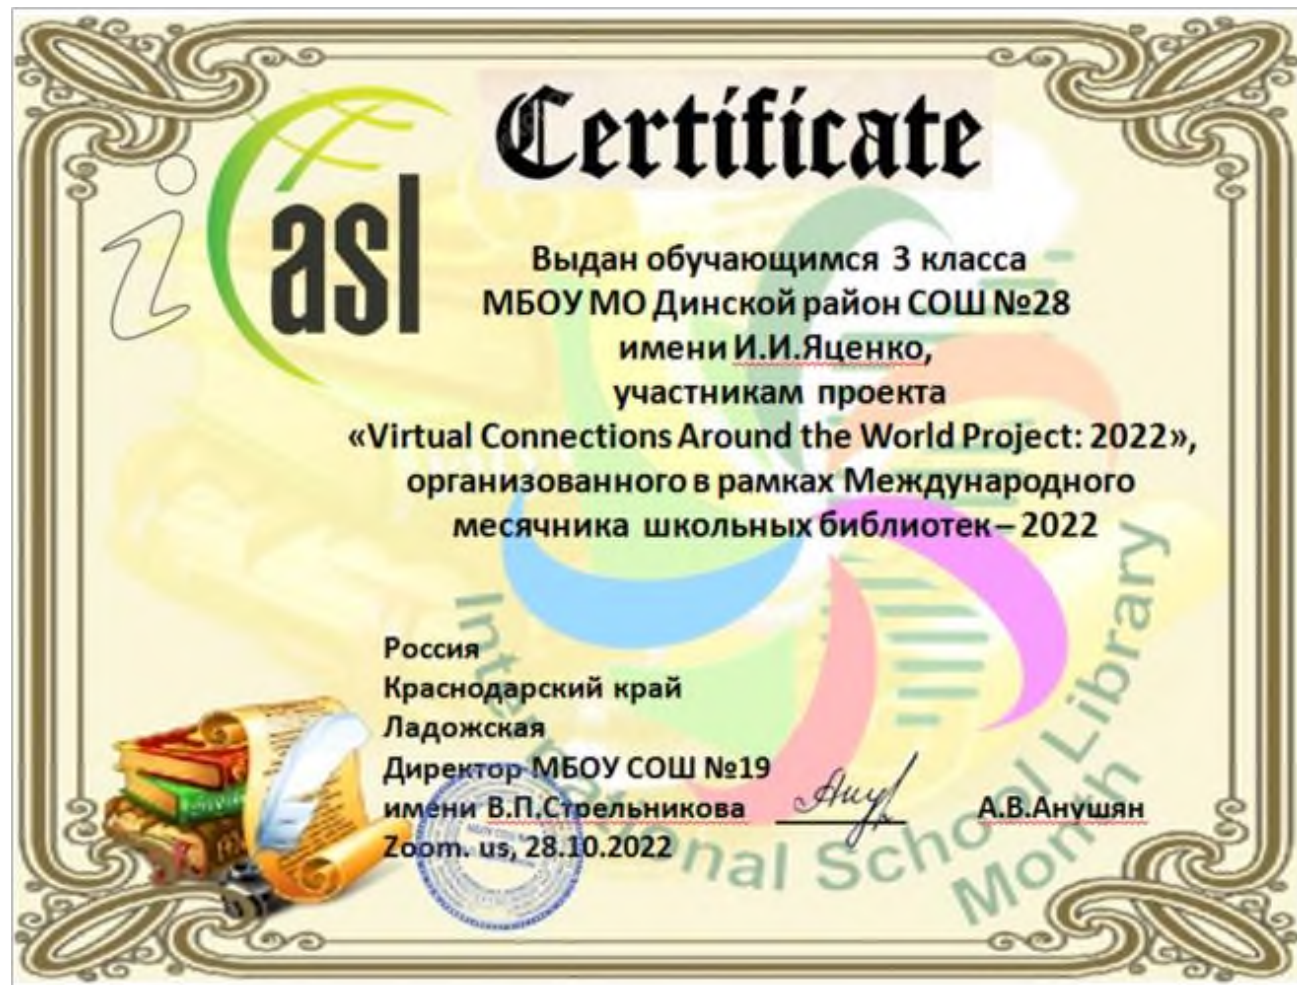 Certificate
i
asl
Выдан обучающимся 3 класса
МБОУ МО Динской район СОШ №28
имени И.И.Яценко,
участникам проекта
«Virtual Connections Around the World Project: 2022»,
организованного в рамках Международного
месячника школьных библиотек – 2022
Россия
Краснодарский край
Ладожская
Директор МБОУ СОШ №19
имени В.П.Стрельникова А.В.Анушян
Zoom. us, 28.10.2022
International School Library
Month